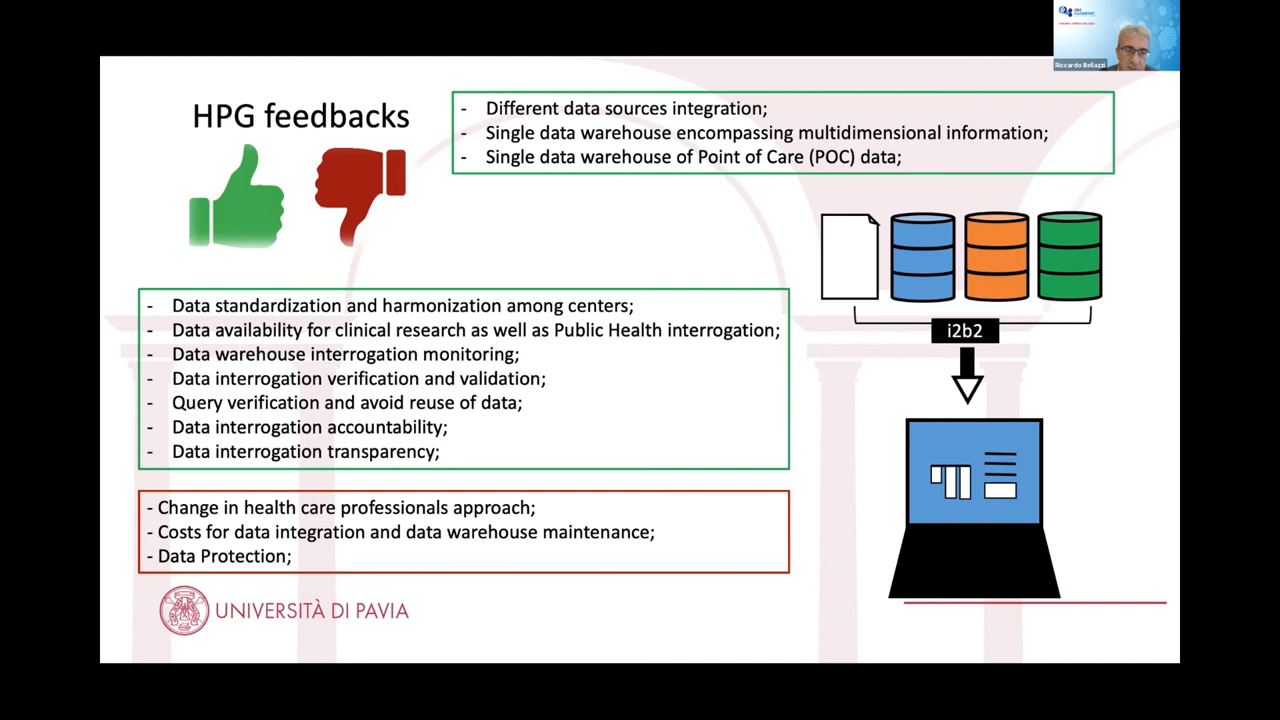 HPG feedbacks
- Different data sources integration;
- Single data warehouse encompassing multidimensional information;
- Single data warehouse of Point of Care (POC) data;
- Data standardization and harmonization among centers;
- Data availability for clinical research as well as Public Health interrogation;
- Data warehouse interrogation monitoring;
- Data interrogation verification and validation;
- Query verification and avoid reuse of data;
- Data interrogation accountability;
- Data interrogation transparency;
i2b2
- Change in health care professionals approach;
- Costs for data integration and data warehouse maintenance;
- Data Protection;
UNIVERSITÀ DI PAVIA
Riccardo Bellazzi